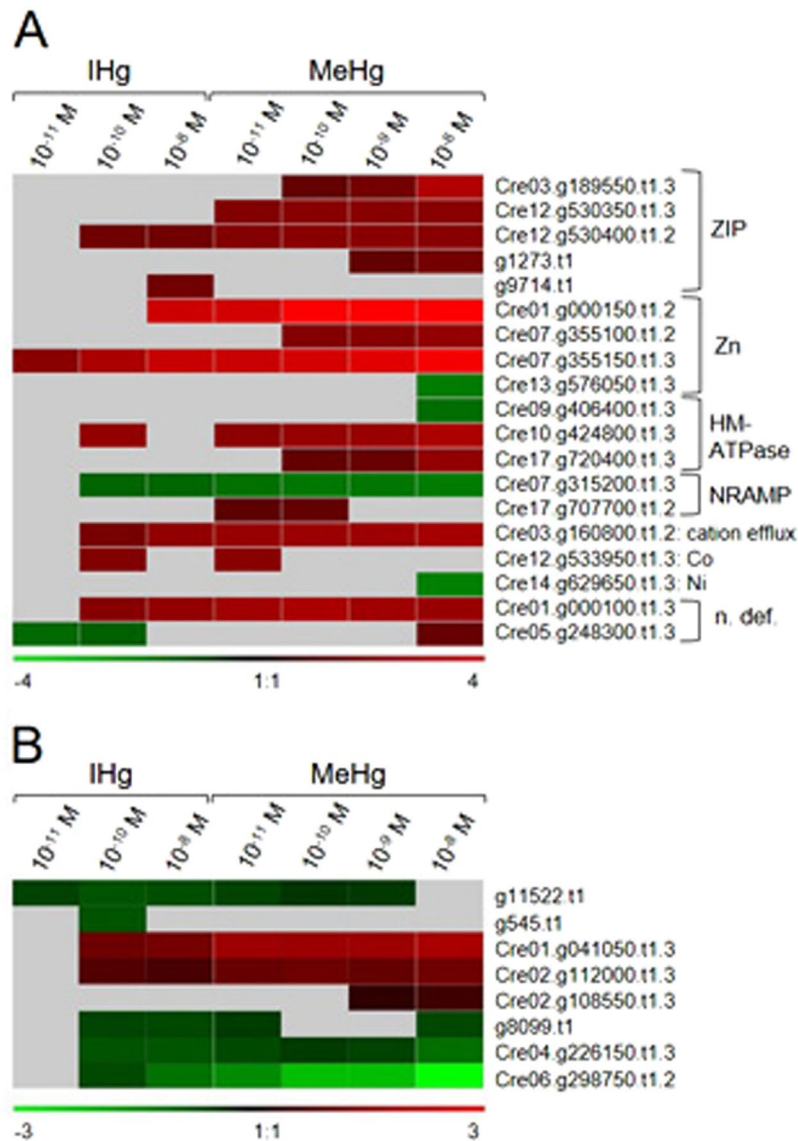 A
IHg MeHg
10⁻¹¹ M 10⁻¹⁰ M 10⁻⁸ M 10⁻¹¹ M 10⁻¹⁰ M 10⁻⁹ M 10⁻⁸ M
Cre03.g189550.t1.3
Cre12.g530350.t1.3
Cre12.g530400.t1.2
ZIP
g1273.t1
g9714.t1
Cre01.g000150.t1.2
Cre07.g355100.t1.2
Zn
Cre07.g355150.t1.3
Cre13.g576050.t1.3
Cre09.g406400.t1.3
Cre10.g424800.t1.3
HM-
ATPase
Cre17.g720400.t1.3
Cre07.g315200.t1.3
NRAMP
Cre17.g707700.t1.2
Cre03.g160800.t1.2: cation efflux
Cre12.g533950.t1.3: Co
Cre14.g629650.t1.3: Ni
Cre01.g000100.t1.3
n. def.
Cre05.g248300.t1.3
-4 1:1 4
B
IHg MeHg
10⁻¹¹ M 10⁻¹⁰ M 10⁻⁸ M 10⁻¹¹ M 10⁻¹⁰ M 10⁻⁹ M 10⁻⁸ M
g11522.t1
g545.t1
Cre01.g041050.t1.3
Cre02.g112000.t1.3
Cre02.g108550.t1.3
g8099.t1
Cre04.g226150.t1.3
Cre06.g298750.t1.2
-3 1:1 3